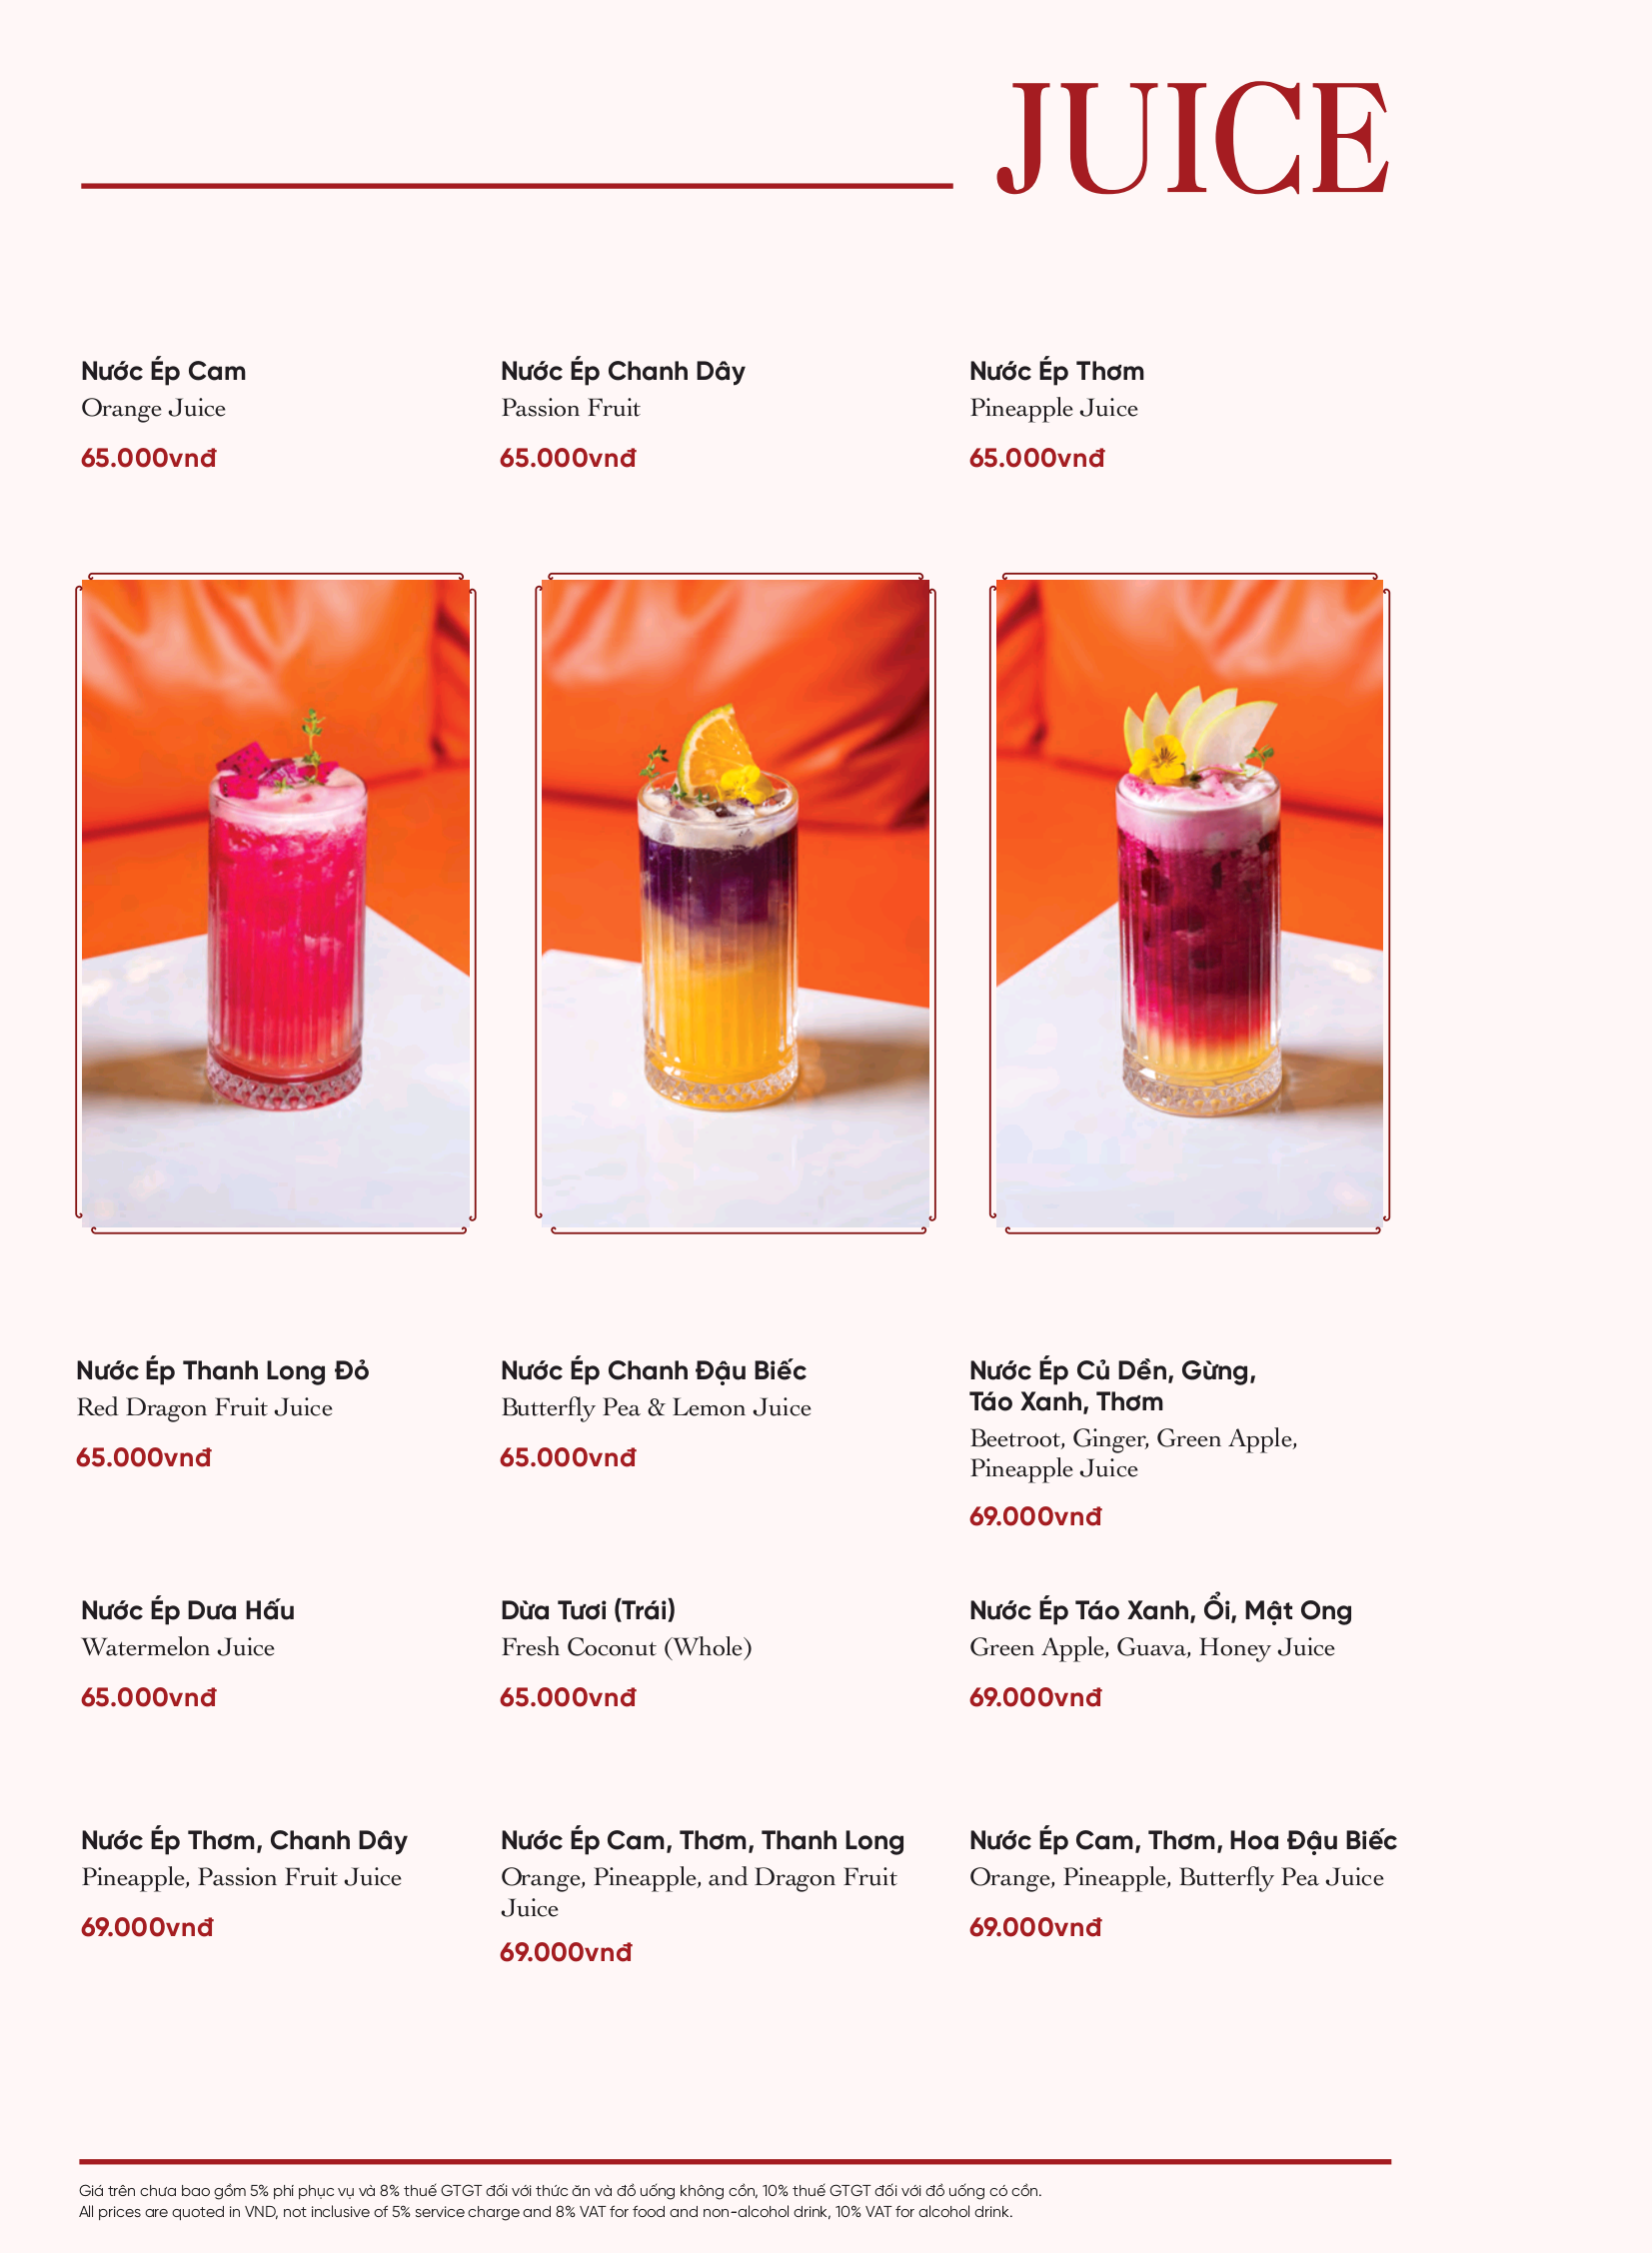 JUICE
Nước Ép Cam
Orange Juice
65.000vnđ
Nước Ép Chanh Dây
Passion Fruit
65.000vnđ
Nước Ép Thơm
Pineapple Juice
65.000vnđ
Nước Ép Thanh Long Đỏ
Red Dragon Fruit Juice
65.000vnđ
Nước Ép Chanh Đậu Biếc
Butterfly Pea & Lemon Juice
65.000vnđ
Nước Ép Củ Dền, Gừng,
Táo Xanh, Thơm
Beetroot, Ginger, Green Apple,
Pineapple Juice
69.000vnđ
Nước Ép Dưa Hấu
Watermelon Juice
65.000vnđ
Dừa Tươi (Trái)
Fresh Coconut (Whole)
65.000vnđ
Nước Ép Táo Xanh, Ổi, Mật Ong
Green Apple, Guava, Honey Juice
69.000vnđ
Nước Ép Thơm, Chanh Dây
Pineapple, Passion Fruit Juice
69.000vnđ
Nước Ép Cam, Thơm, Thanh Long
Orange, Pineapple, and Dragon Fruit
Juice
69.000vnđ
Nước Ép Cam, Thơm, Hoa Đậu Biếc
Orange, Pineapple, Butterfly Pea Juice
69.000vnđ
Giá trên chưa bao gồm 5% phí phục vụ và 8% thuế GTGT đối với thức ăn và đồ uống không cồn, 10% thuế GTGT đối với đồ uống có cồn.
All prices are quoted in VND, not inclusive of 5% service charge and 8% VAT for food and non-alcohol drink, 10% VAT for alcohol drink.